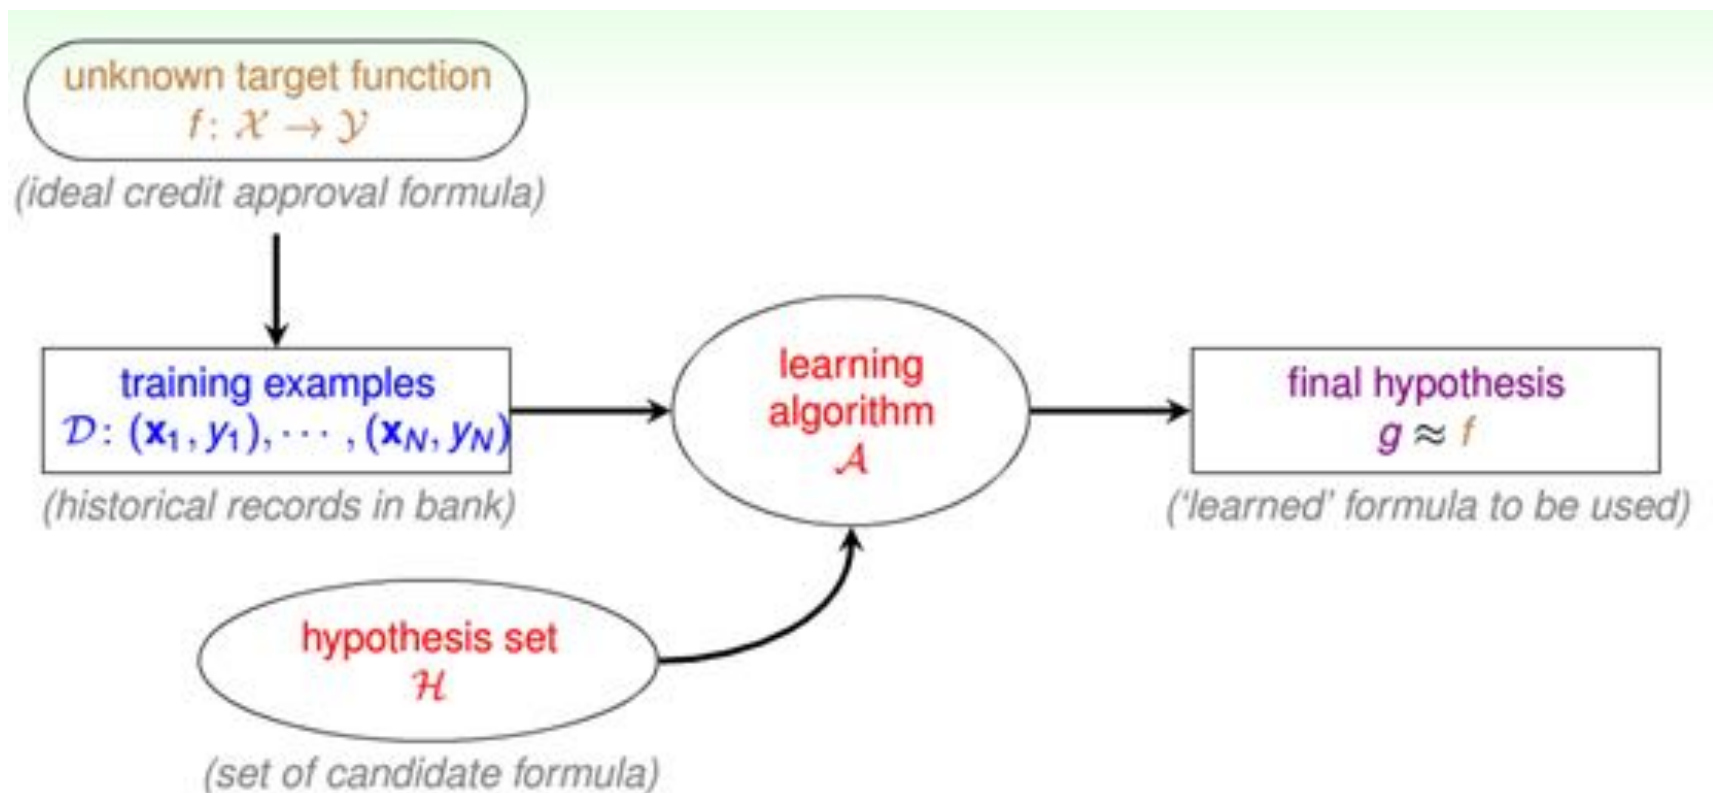 unknown target function
f: 𝒳 → 𝒴
(ideal credit approval formula)
training examples
𝒟: (𝐱₁, y₁), ⋯ , (𝐱_N, y_N)
(historical records in bank)
learning
algorithm
𝒜
final hypothesis
g ≈ f
(‘learned’ formula to be used)
hypothesis set
ℋ
(set of candidate formula)